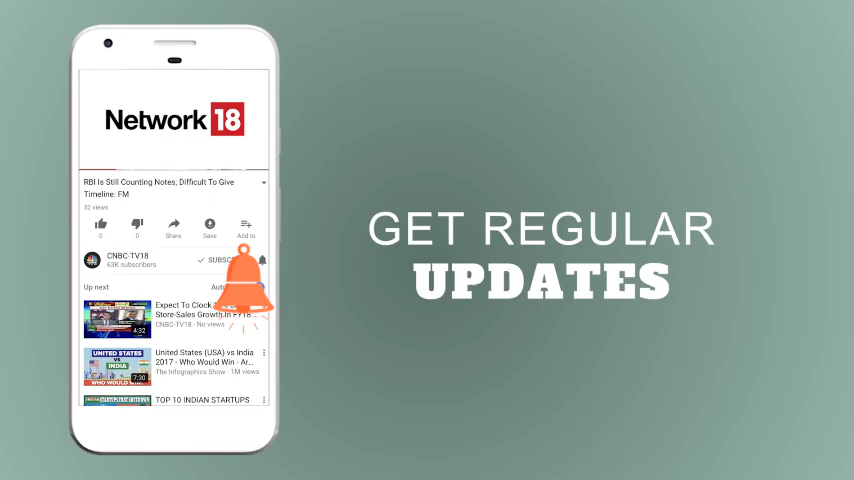 Network 18
RBI Is Still Counting Notes; Difficult To Give
Timeline: FM
32 views
0 0 Share Save Add to
CNBC-TV18
63K subscribers
Up next
Expect To Clock
Store-Sales Growth In FY18...
CNBC-TV18 - No views
4:32
UNITED STATES
VS
INDIA
WHO WOULD WIN
7:30
United States (USA) vs India
2017 - Who Would Win - Ar...
The Infographics Show · 1M views
TOP 10 INDIAN STARTUPS
GET REGULAR
UPDATES